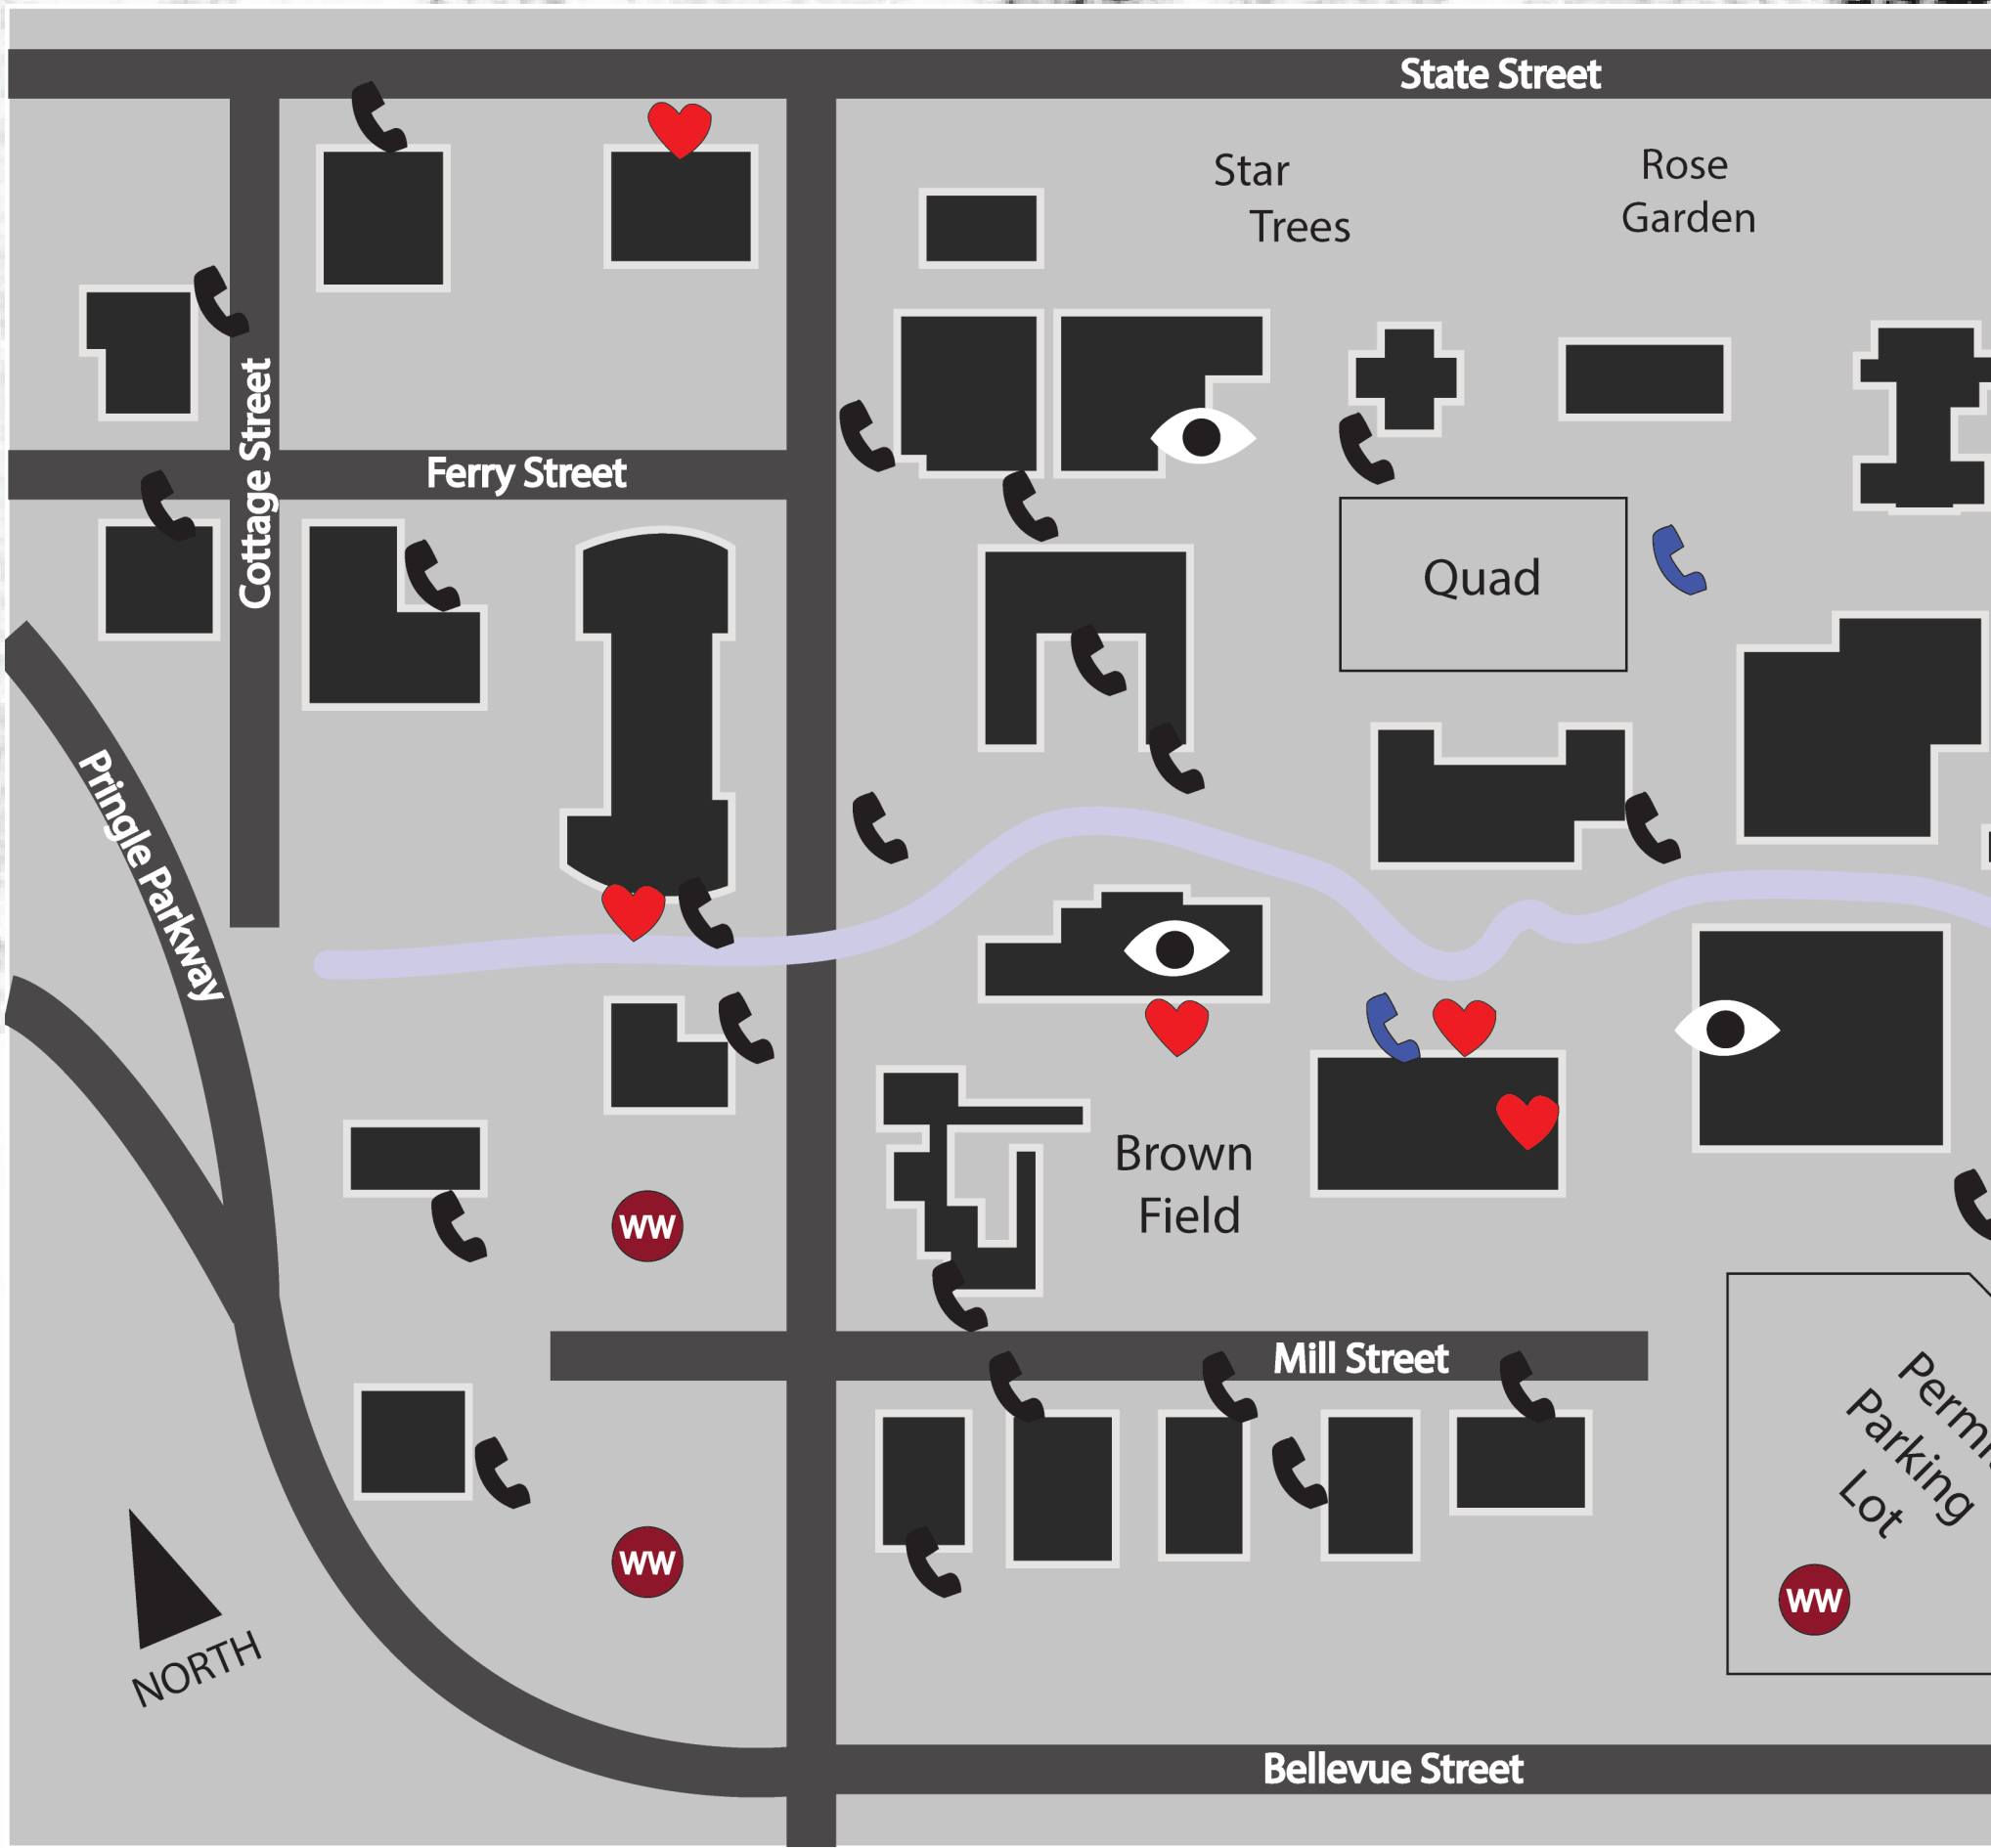 State Street
Star
Trees
Rose
Garden
Cottage Street
Ferry Street
Quad
Pringle Parkway
Brown
Field
WW
Mill Street
Parking
Lot
WW
WW
NORTH
Bellevue Street